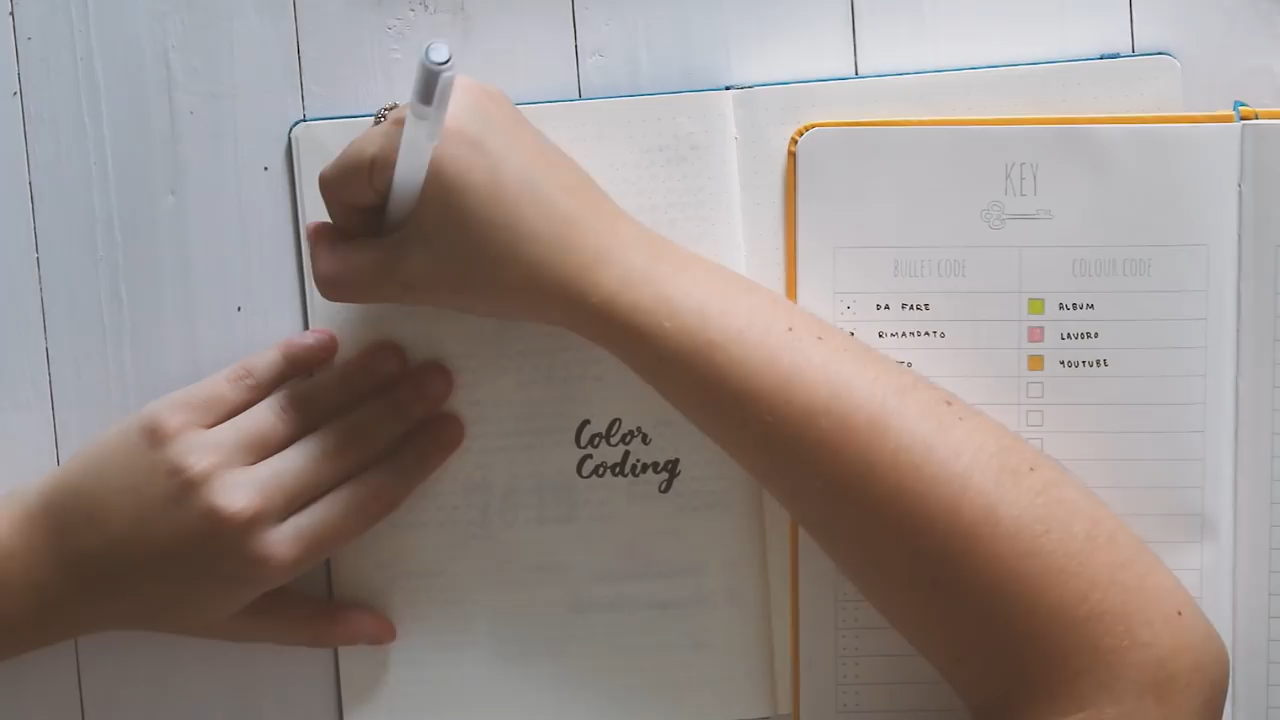 Color
Coding
KEY
BULLET CODE COLOUR CODE
DA FARE ALBUM
RIMANDATO LAVORO
YOUTUBE